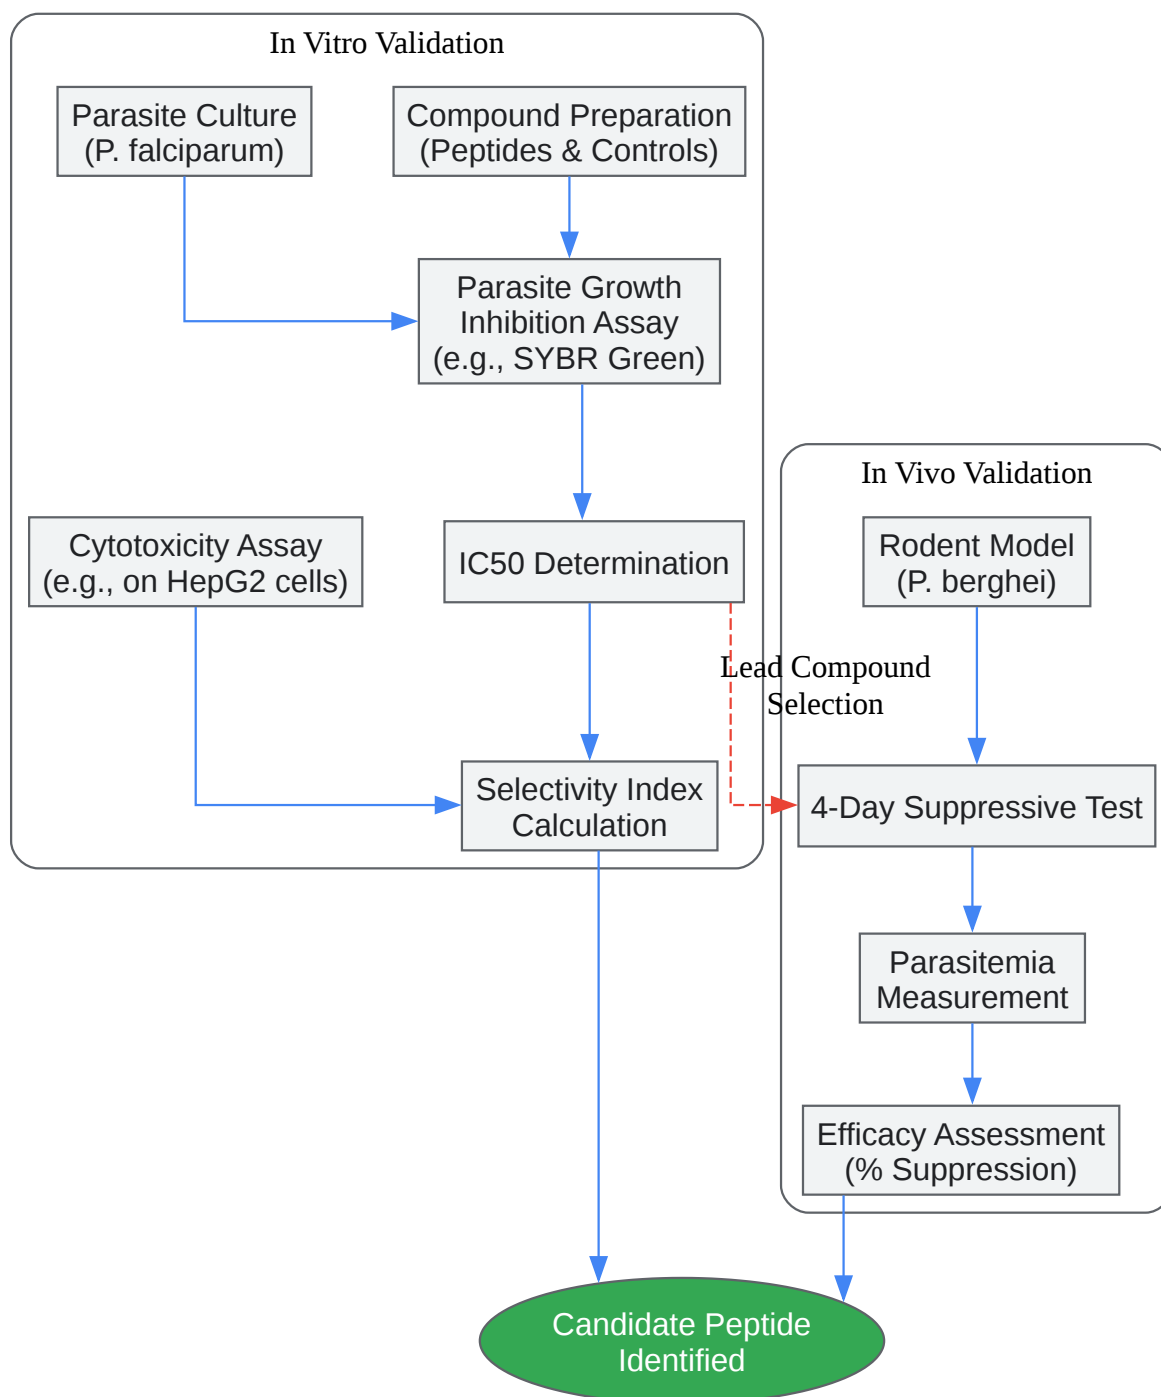 In Vitro Validation
Parasite Culture
(P. falciparum)
Compound Preparation
(Peptides & Controls)
Parasite Growth
Inhibition Assay
(e.g., SYBR Green)
Cytotoxicity Assay
(e.g., on HepG2 cells)
IC50 Determination
Selectivity Index
Calculation
Lead Compound
Selection
In Vivo Validation
Rodent Model
(P. berghei)
4-Day Suppressive Test
Parasitemia
Measurement
Efficacy Assessment
(% Suppression)
Candidate Peptide
Identified